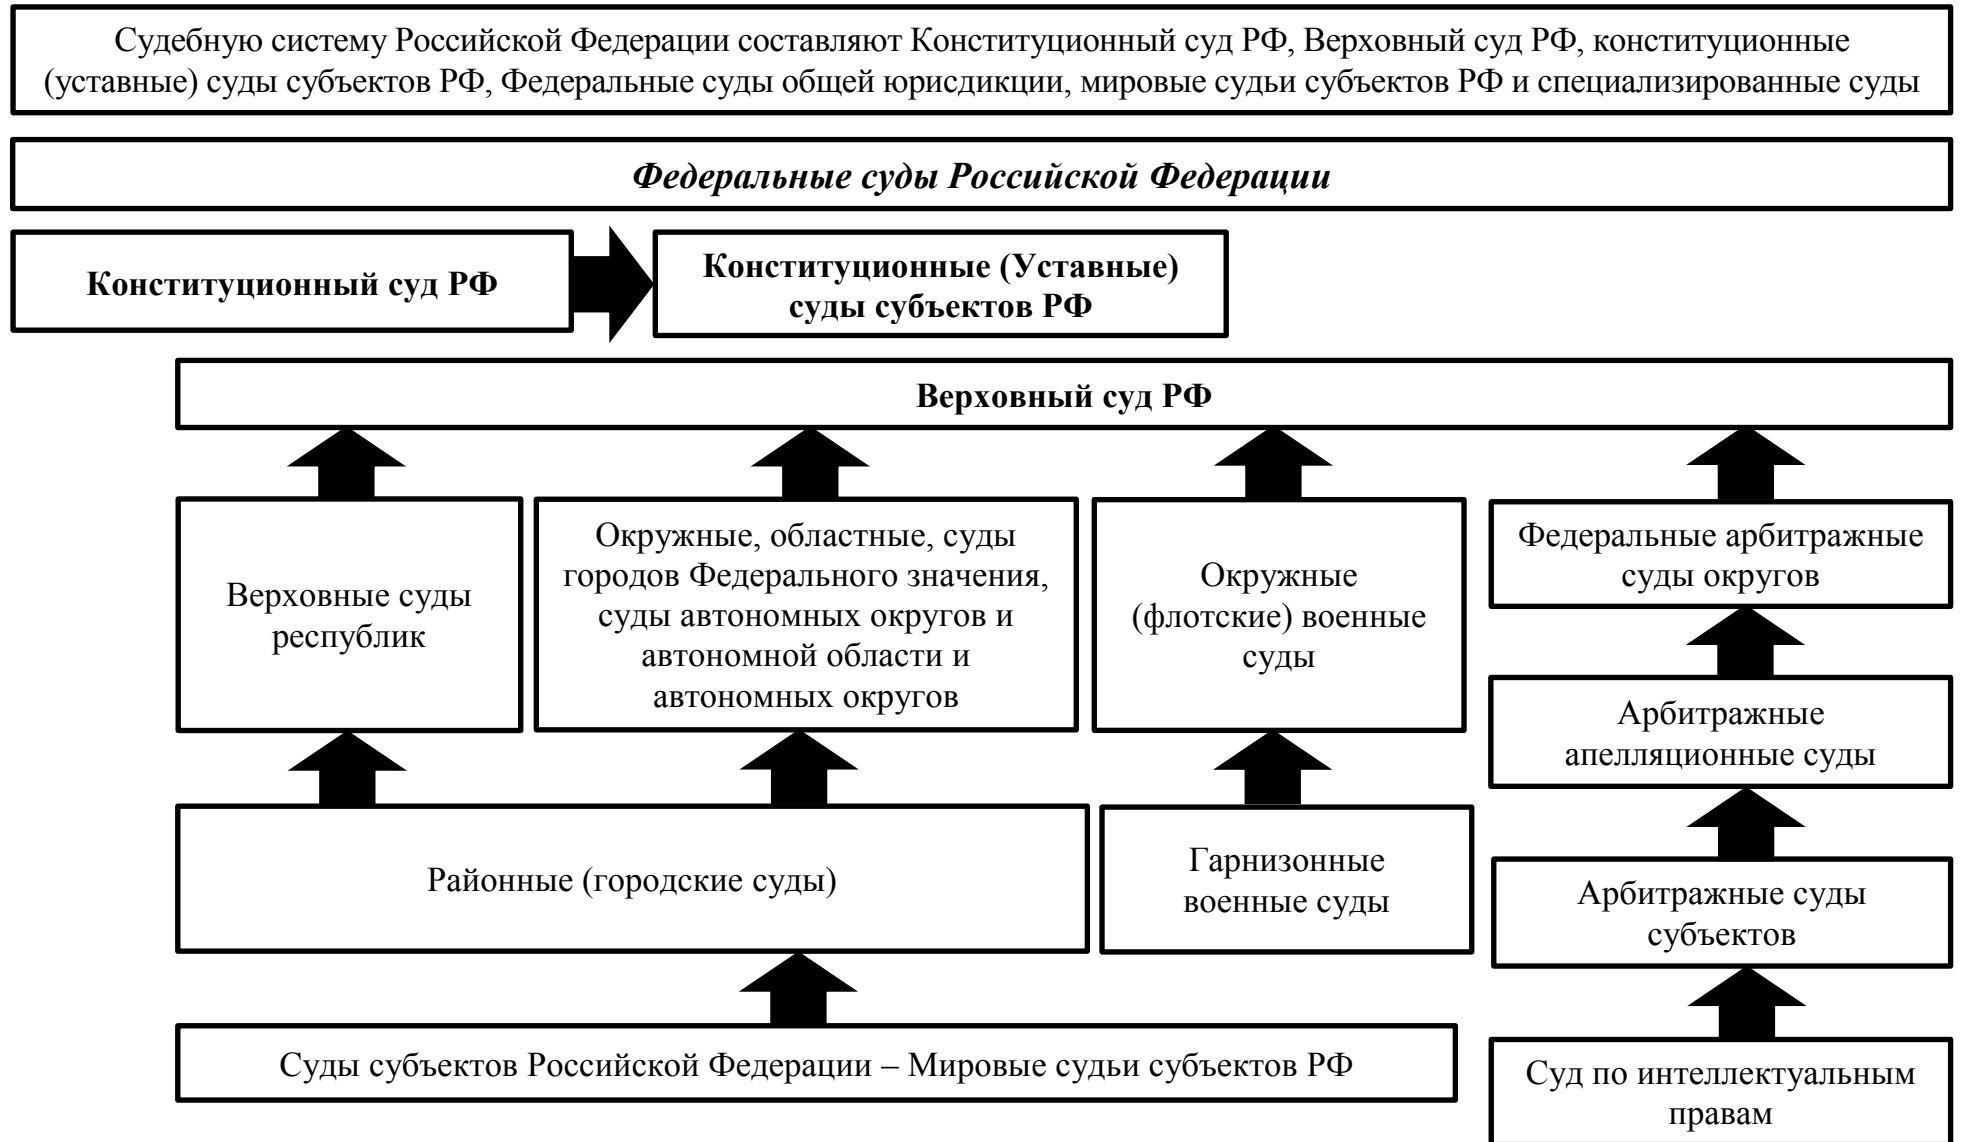 Судебную систему Российской Федерации составляют Конституционный суд РФ, Верховный суд РФ, конституционные
(уставные) суды субъектов РФ, Федеральные суды общей юрисдикции, мировые судьи субъектов РФ и специализированные суды
Федеральные суды Российской Федерации
Конституционный суд РФ
Конституционные (Уставные)
суды субъектов РФ
Верховный суд РФ
Верховные суды
республик
Окружные, областные, суды
городов Федерального значения,
суды автономных округов и
автономной области и
автономных округов
Окружные
(флотские) военные
суды
Федеральные арбитражные
суды округов
Арбитражные
апелляционные суды
Районные (городские суды)
Гарнизонные
военные суды
Арбитражные суды
субъектов
Суды субъектов Российской Федерации – Мировые судьи субъектов РФ
Суд по интеллектуальным
правам